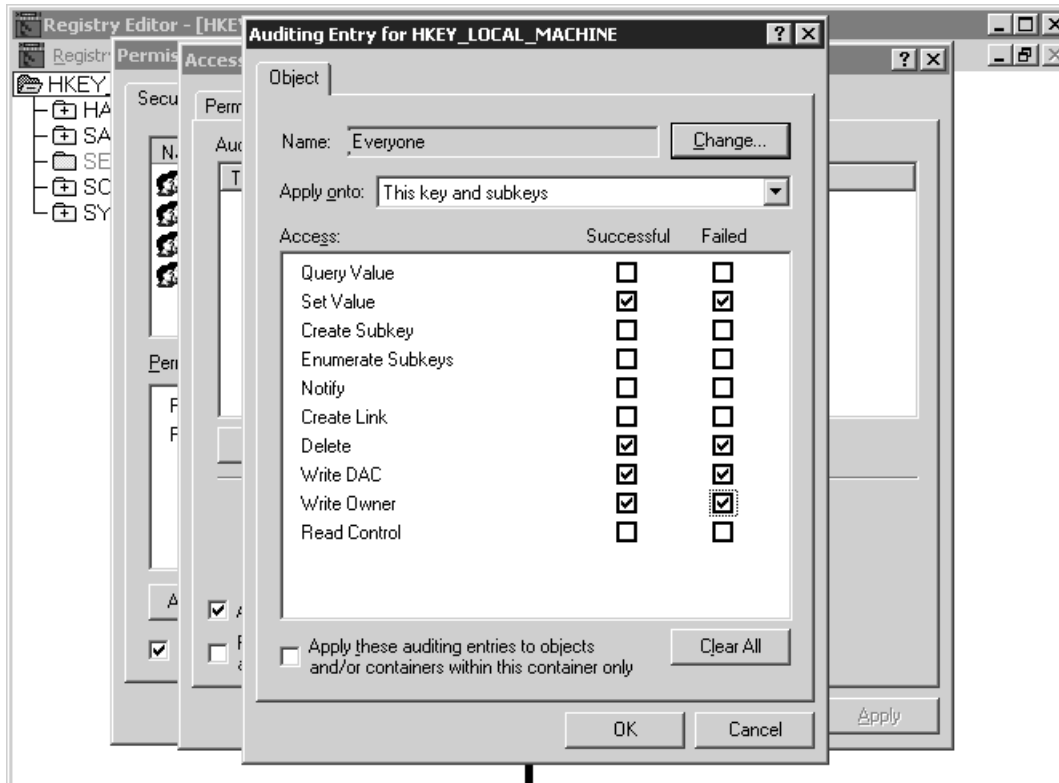 Registry Editor - [HKEY
Registr
HKEY_
HA
SA
SE
SC
SY
Permis
Secu
N.
Per
F
F
A
Access
Perm
Auc
T
A
F
a
Apply
Auditing Entry for HKEY_LOCAL_MACHINE
Object
Name: Everyone Change...
Apply onto: This key and subkeys
Access: Successful Failed
Query Value
Set Value
Create Subkey
Enumerate Subkeys
Notify
Create Link
Delete
Write DAC
Write Owner
Read Control
Apply these auditing entries to objects
and/or containers within this container only
Clear All
OK Cancel